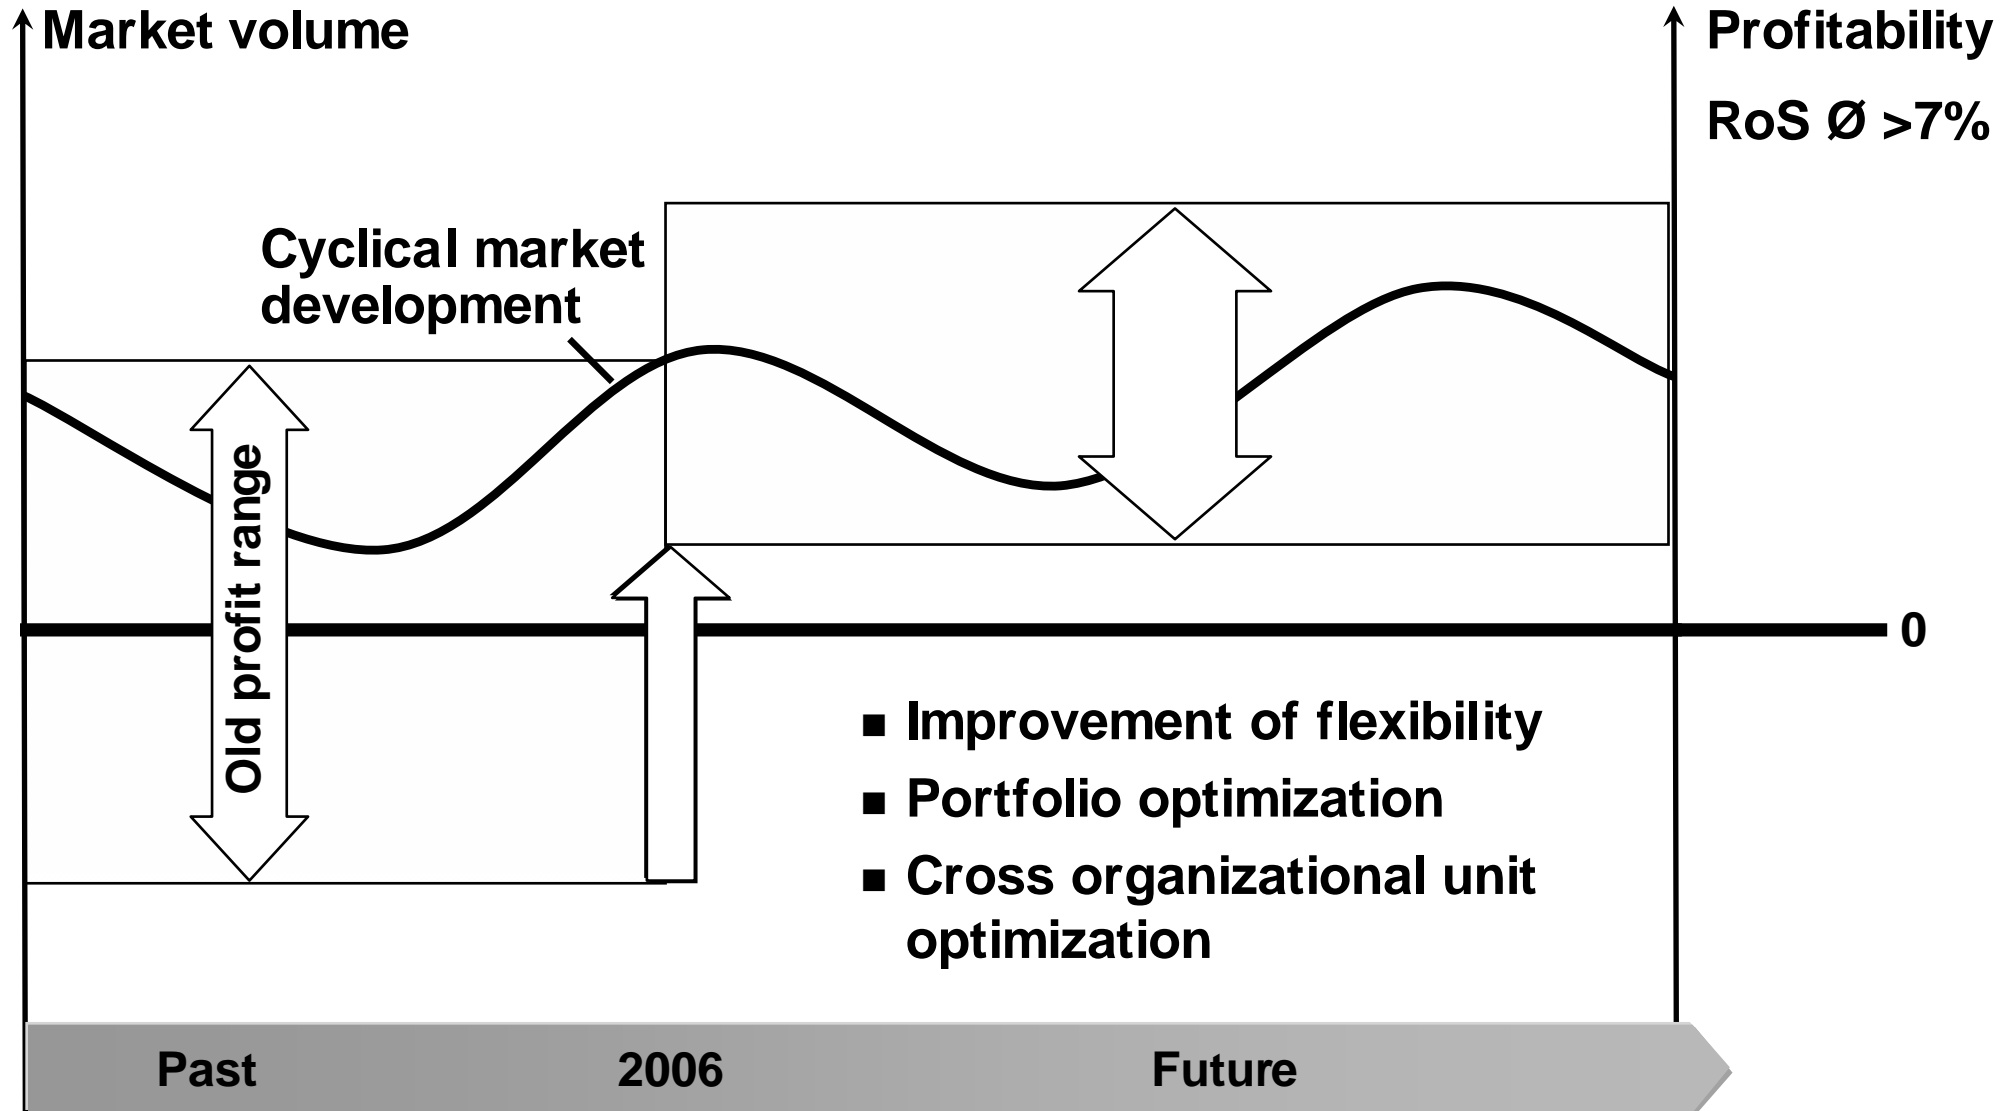 Market volume
Profitability
RoS Ø >7%
Cyclical market
development
Old profit range
0
■ Improvement of flexibility
■ Portfolio optimization
■ Cross organizational unit
optimization
Past
2006
Future